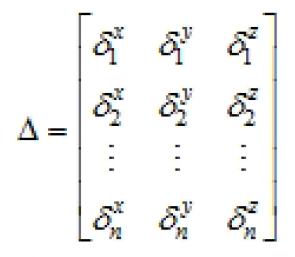 δ₁ˣ δ₁ʸ δ₁ᶻ
δ₂ˣ δ₂ʸ δ₂ᶻ
Δ =
⋮ ⋮ ⋮
δₙˣ δₙʸ δₙᶻ